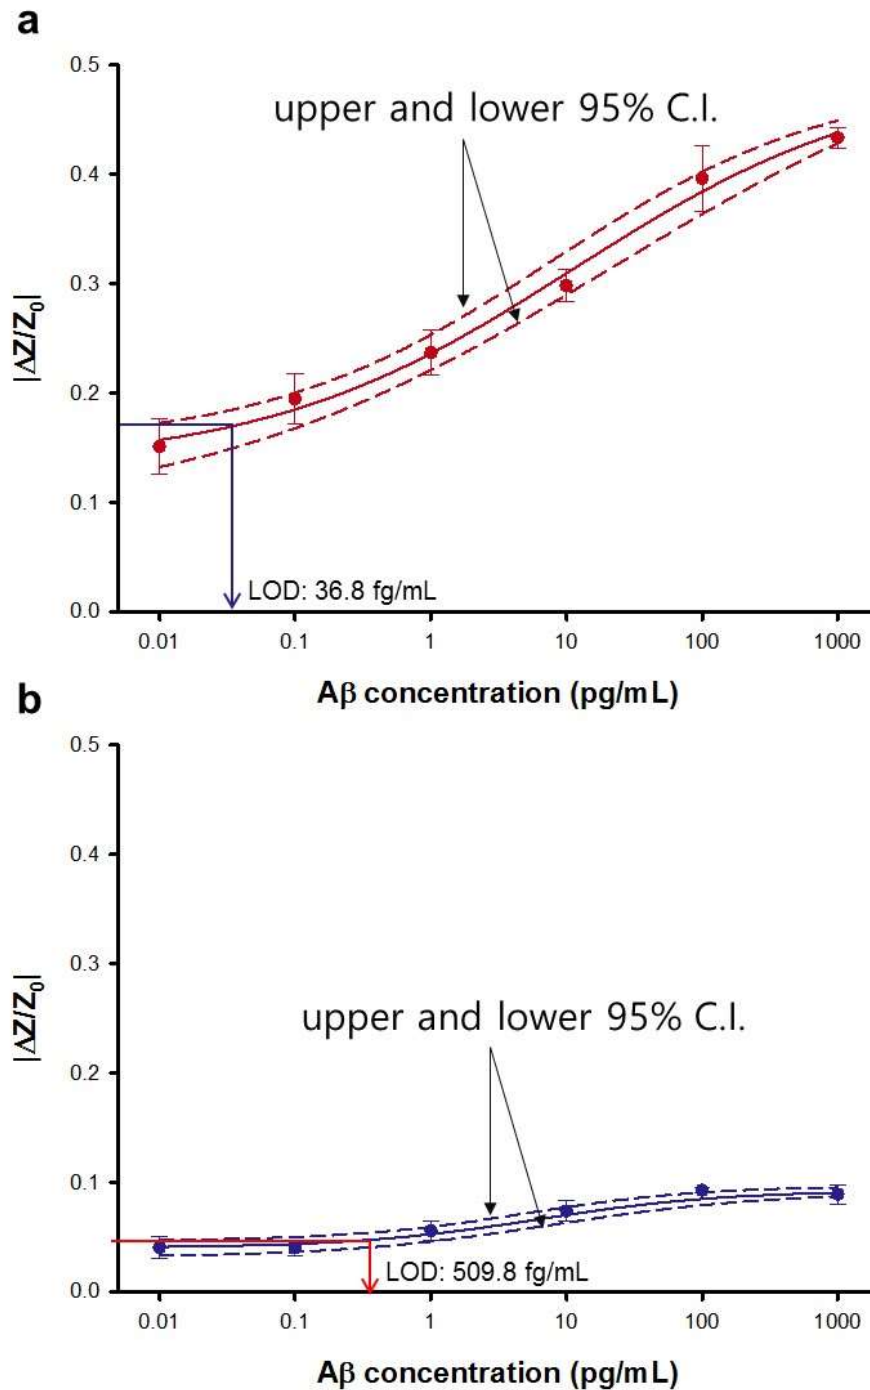 a
0.5
upper and lower 95% C.I.
0.4
0.3
|ΔZ/Z₀|
0.2
0.1
LOD: 36.8 fg/mL
0.0
0.01 0.1 1 10 100 1000
Aβ concentration (pg/mL)
b
0.5
0.4
0.3
|ΔZ/Z₀|
upper and lower 95% C.I.
0.2
0.1
LOD: 509.8 fg/mL
0.0
0.01 0.1 1 10 100 1000
Aβ concentration (pg/mL)